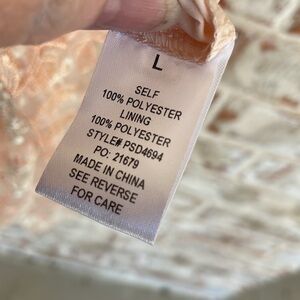 L
SELF
100% POLYESTER
LINING
100% POLYESTER
STYLE# PSD4694
PO: 21679
MADE IN CHINA
SEE REVERSE
FOR CARE